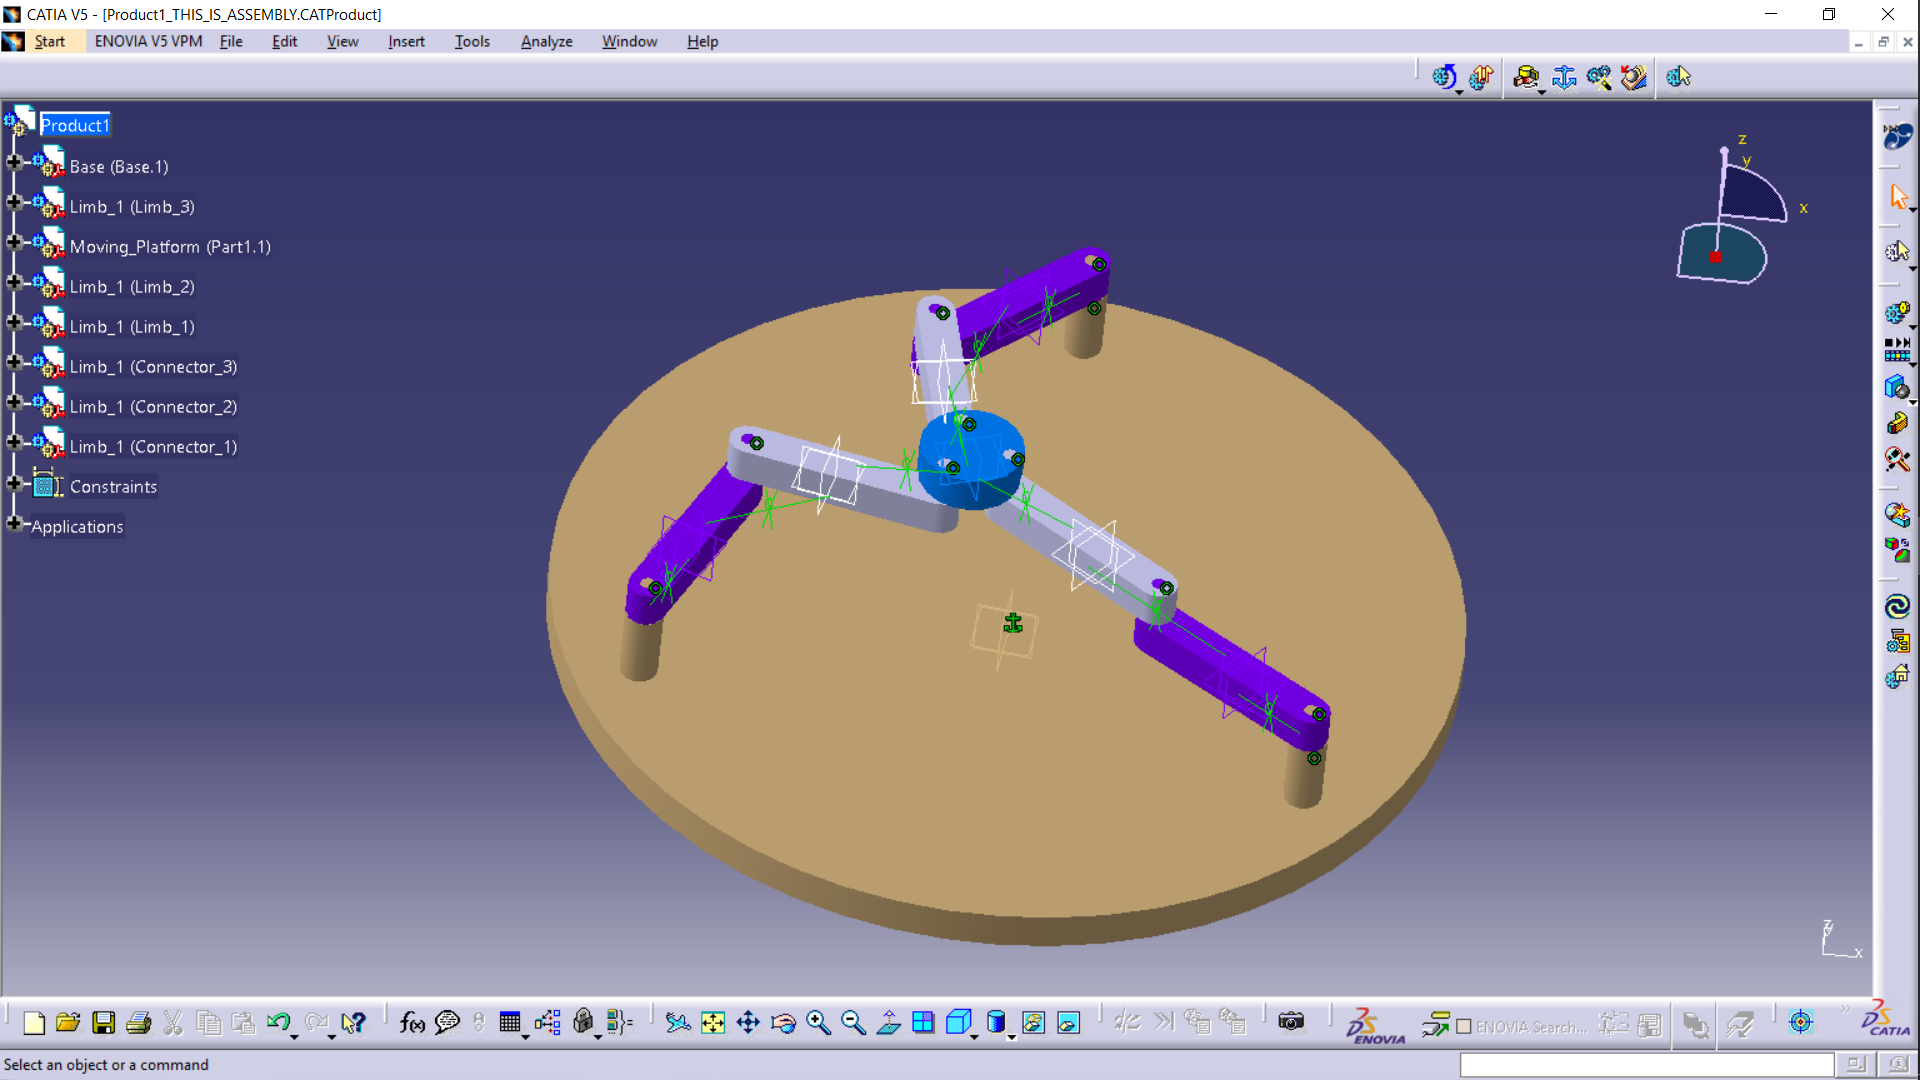 CATIA V5 - [Product1_THIS_IS_ASSEMBLY.CATProduct]
Start ENOVIA V5 VPM File Edit View Insert Tools Analyze Window Help
Product1
Base (Base.1)
Limb_1 (Limb_3)
Moving_Platform (Part1.1)
Limb_1 (Limb_2)
Limb_1 (Limb_1)
Limb_1 (Connector_3)
Limb_1 (Connector_2)
Limb_1 (Connector_1)
Constraints
Applications
z
y
x
z
y
x
f(x)
ENOVIA
ENOVIA Search...
CATIA
Select an object or a command